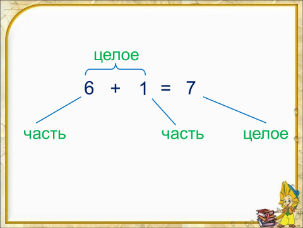 целое
6 + 1 = 7
часть часть целое